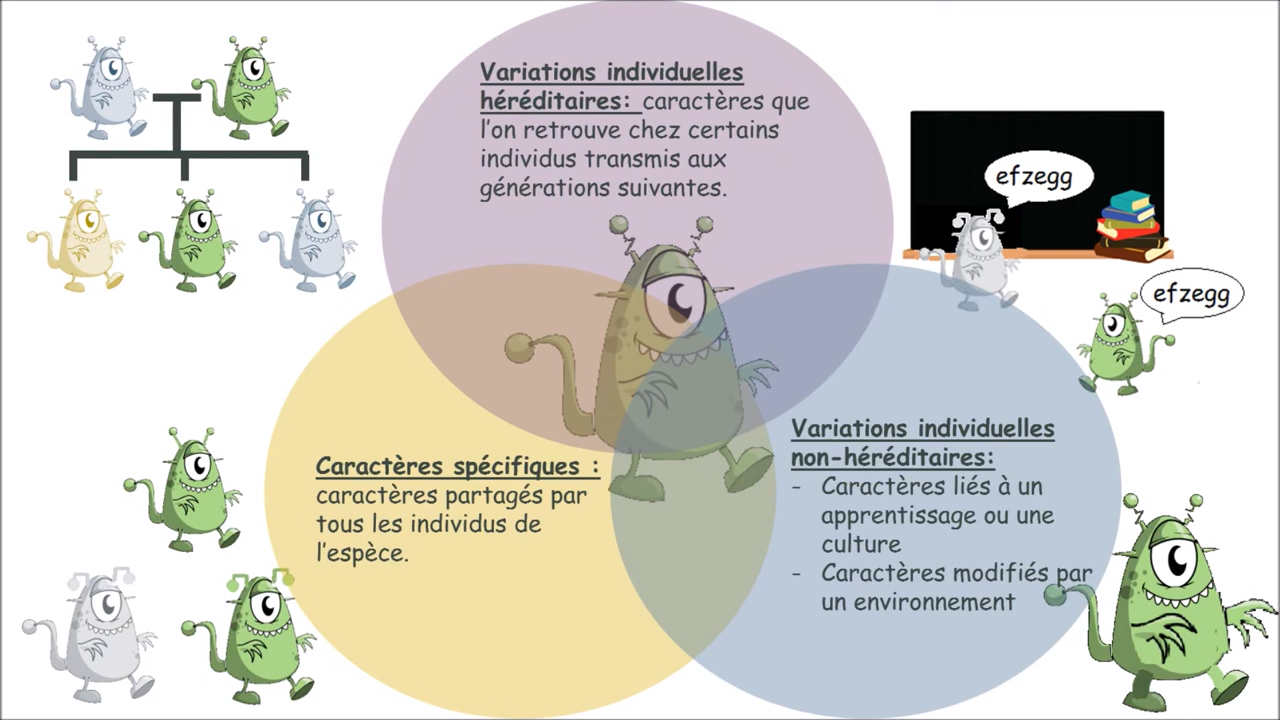 Variations individuelles
héréditaires: caractères que
l'on retrouve chez certains
individus transmis aux
générations suivantes.
efzegg
efzegg
Caractères spécifiques :
caractères partagés par
tous les individus de
l'espèce.
Variations individuelles
non-héréditaires:
- Caractères liés à un
apprentissage ou une
culture
- Caractères modifiés par
un environnement